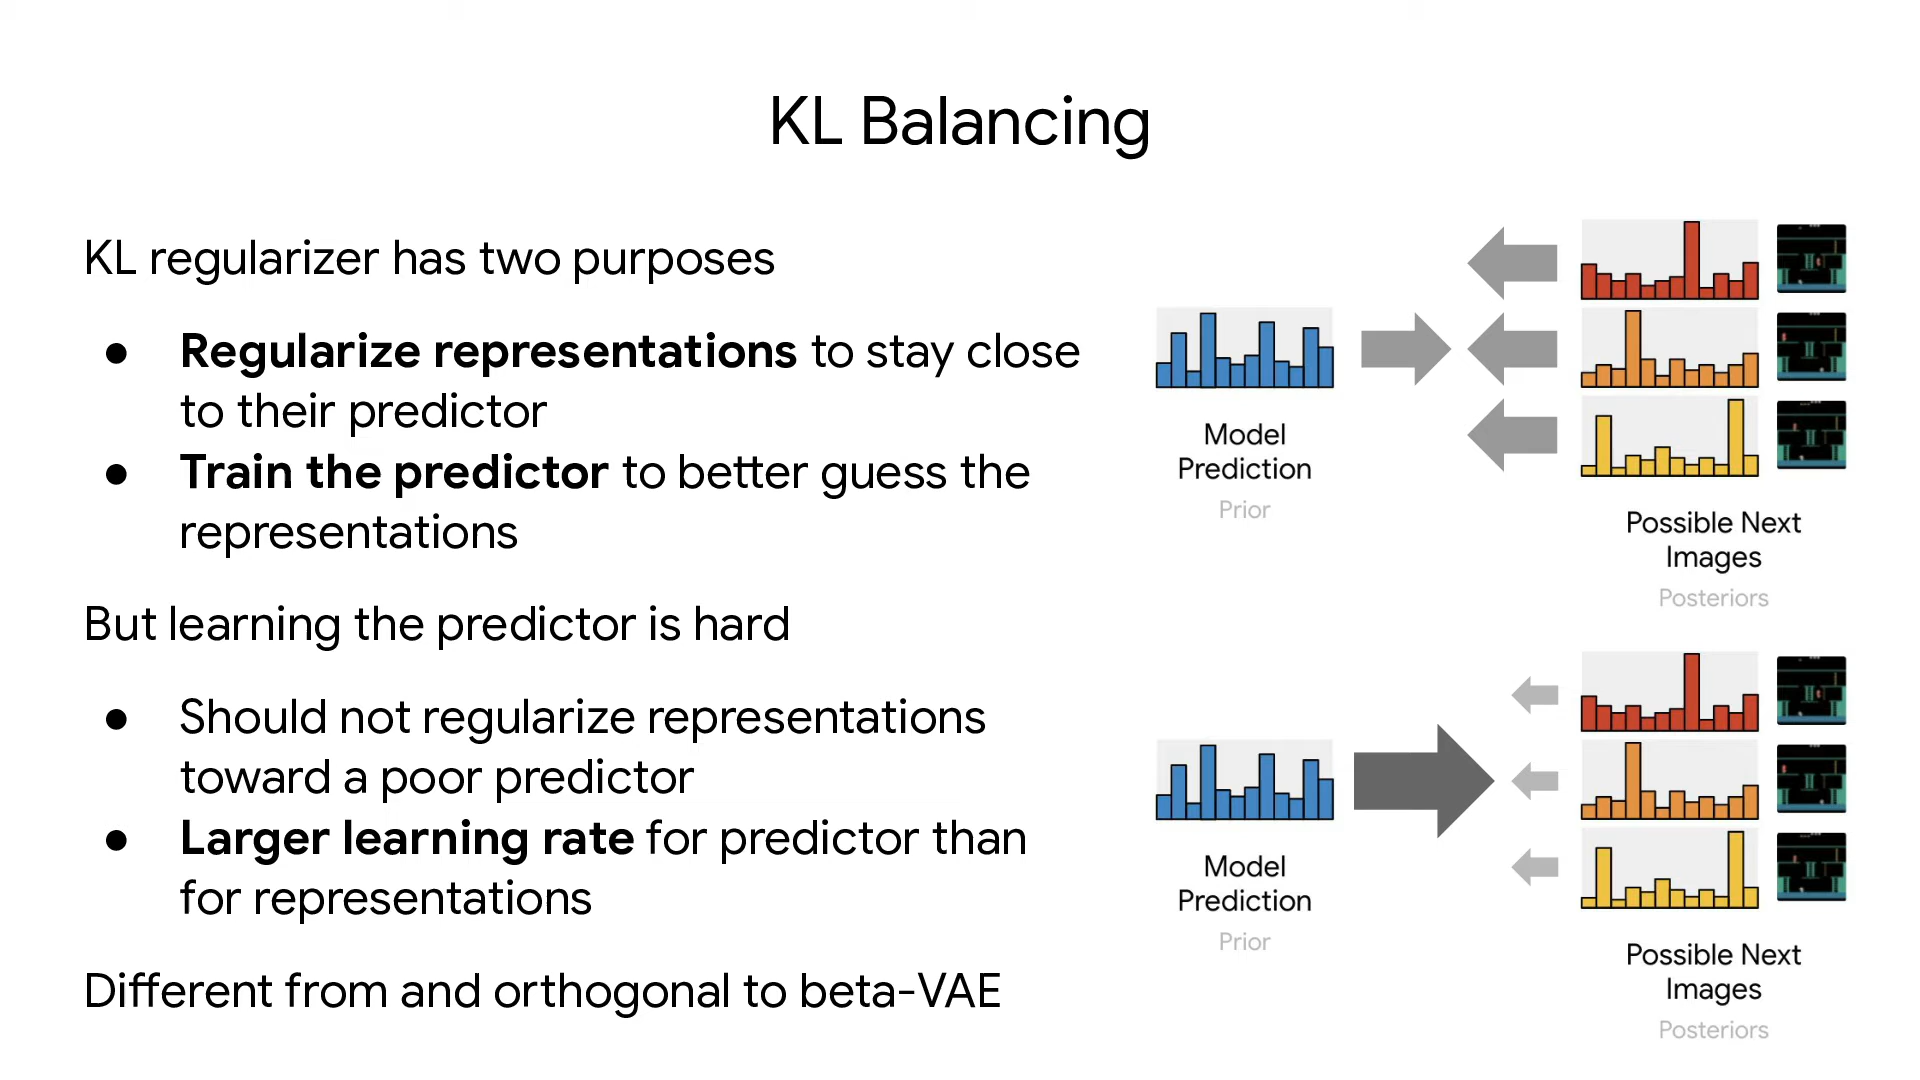 KL Balancing
KL regularizer has two purposes
● Regularize representations to stay close
to their predictor
● Train the predictor to better guess the
representations
But learning the predictor is hard
● Should not regularize representations
toward a poor predictor
● Larger learning rate for predictor than
for representations
Different from and orthogonal to beta-VAE
Model
Prediction
Prior
Possible Next
Images
Posteriors
Model
Prediction
Prior
Possible Next
Images
Posteriors